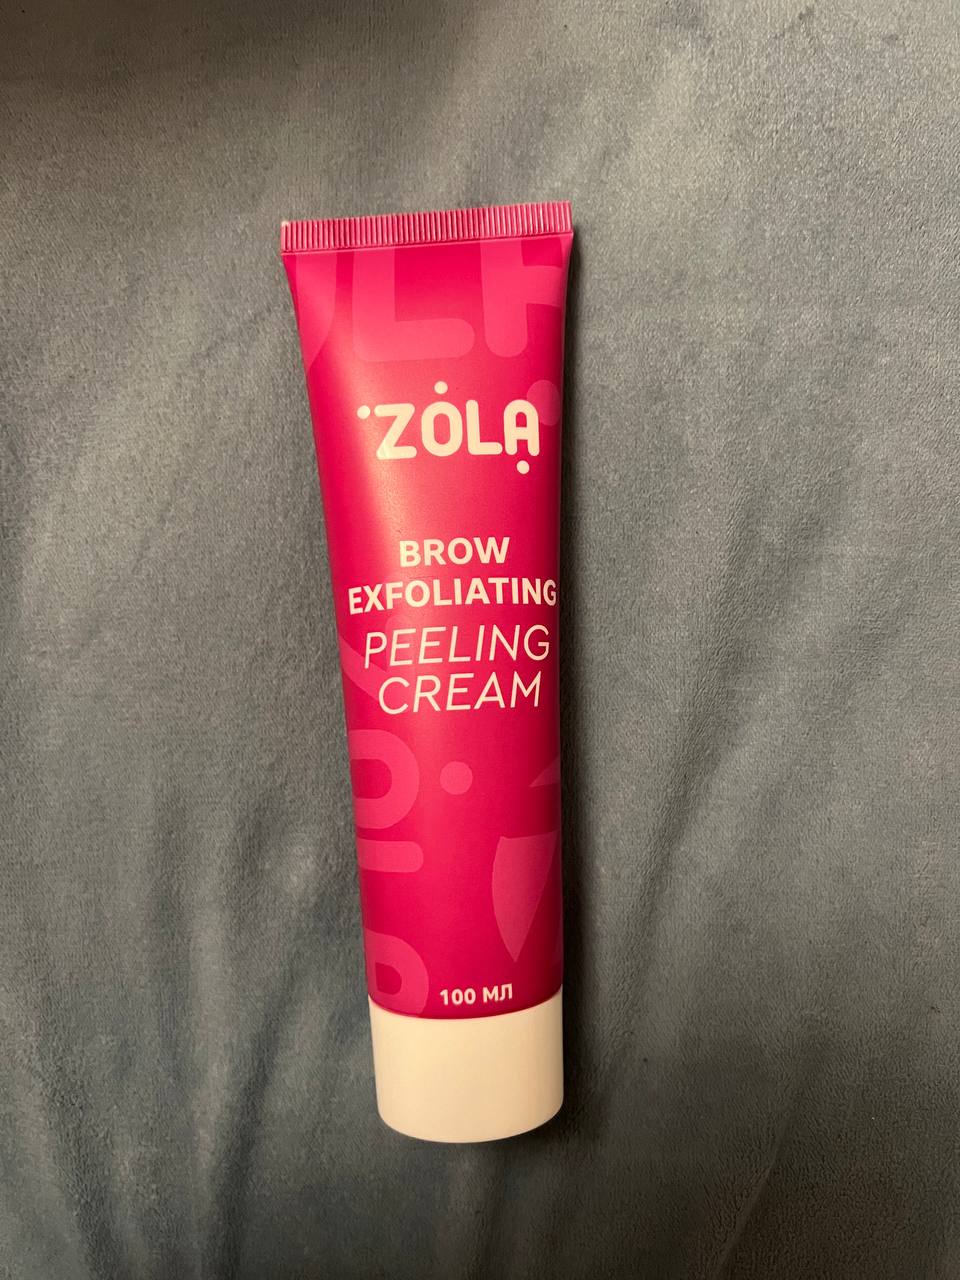 ZOLA
BROW
EXFOLIATING
PEELING
CREAM
100 МЛ